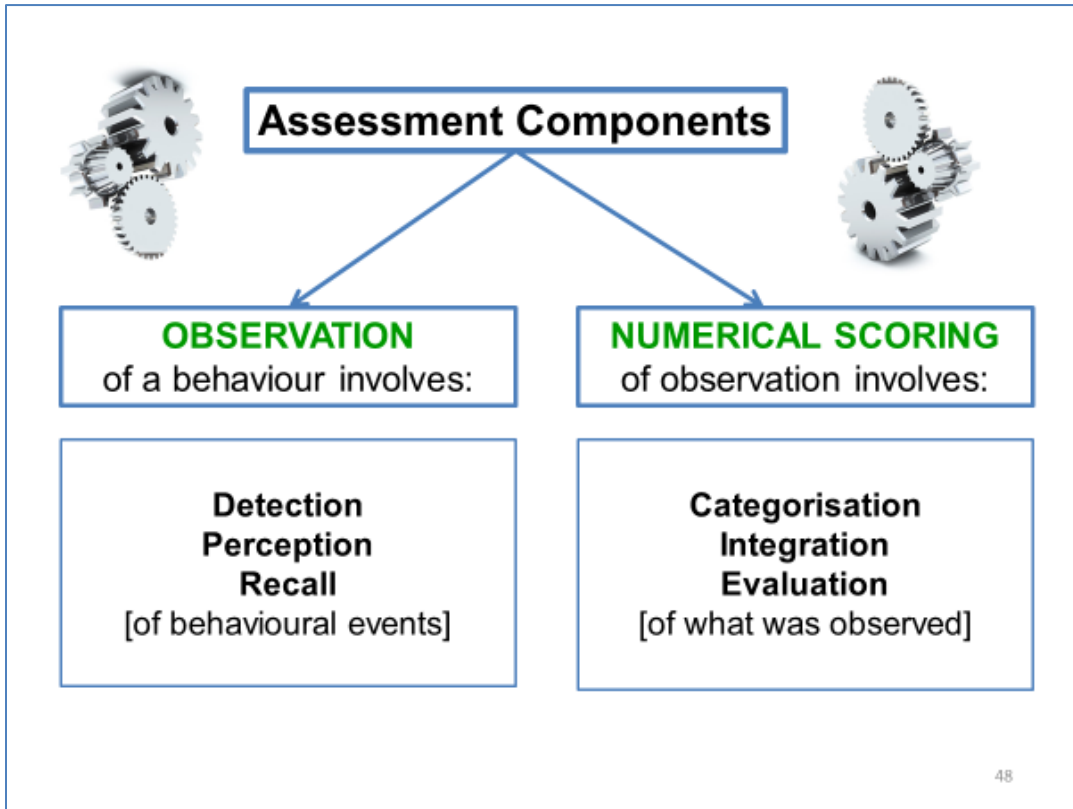 Assessment Components
OBSERVATION
of a behaviour involves:
NUMERICAL SCORING
of observation involves:
Detection
Perception
Recall
[of behavioural events]
Categorisation
Integration
Evaluation
[of what was observed]
48